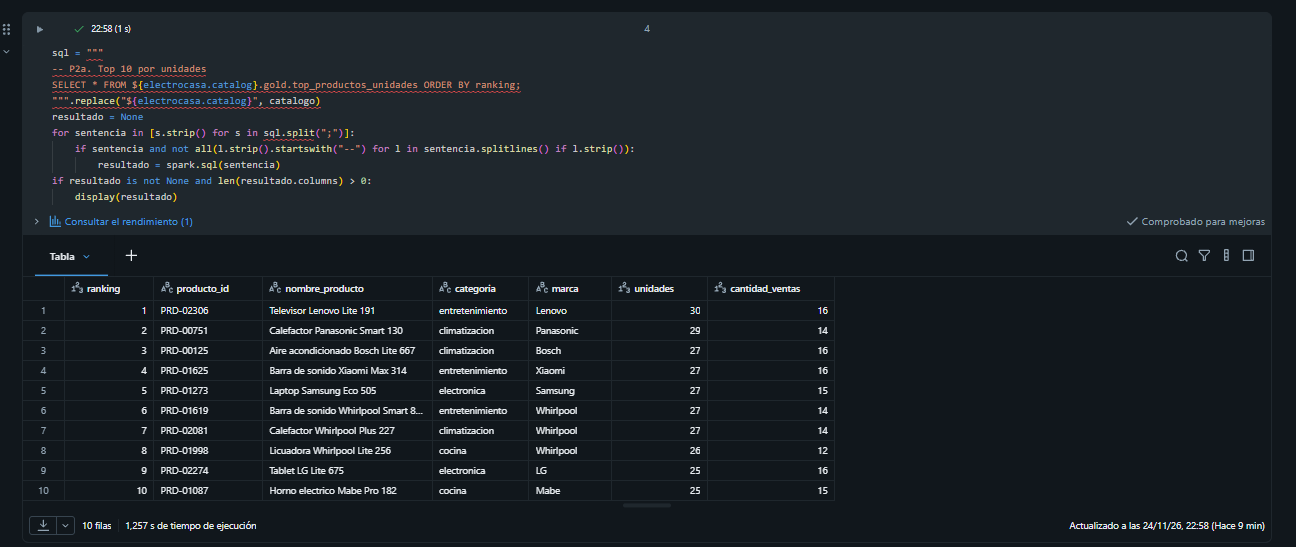 22:58 (1 s)
4
sql = """
-- P2a. Top 10 por unidades
SELECT * FROM ${electrocasa.catalog}.gold.top_productos_unidades ORDER BY ranking;
""".replace("${electrocasa.catalog}", catalogo)
resultado = None
for sentencia in [s.strip() for s in sql.split(";")]:
    if sentencia and not all(l.strip().startswith("--") for l in sentencia.splitlines() if l.strip()):
        resultado = spark.sql(sentencia)
if resultado is not None and len(resultado.columns) > 0:
    display(resultado)
Consultar el rendimiento (1)
Comprobado para mejoras
Tabla
ranking producto_id nombre_producto categoria marca unidades cantidad_ventas
1 1 PRD-02306 Televisor Lenovo Lite 191 entretenimiento Lenovo 30 16
2 2 PRD-00751 Calefactor Panasonic Smart 130 climatizacion Panasonic 29 14
3 3 PRD-00125 Aire acondicionado Bosch Lite 667 climatizacion Bosch 27 16
4 4 PRD-01625 Barra de sonido Xiaomi Max 314 entretenimiento Xiaomi 27 16
5 5 PRD-01273 Laptop Samsung Eco 505 electronica Samsung 27 15
6 6 PRD-01619 Barra de sonido Whirlpool Smart 8... entretenimiento Whirlpool 27 14
7 7 PRD-02081 Calefactor Whirlpool Plus 227 climatizacion Whirlpool 27 14
8 8 PRD-01998 Licuadora Whirlpool Lite 256 cocina Whirlpool 26 12
9 9 PRD-02274 Tablet LG Lite 675 electronica LG 25 16
10 10 PRD-01087 Horno electrico Mabe Pro 182 cocina Mabe 25 15
10 filas 1,257 s de tiempo de ejecución
Actualizado a las 24/11/26, 22:58 (Hace 9 min)